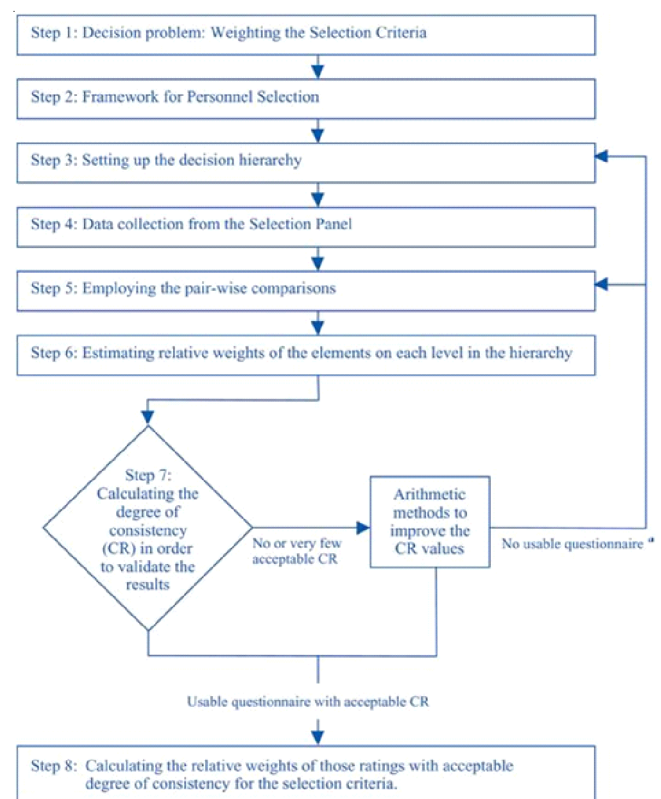 Step 1: Decision problem: Weighting the Selection Criteria
Step 2: Framework for Personnel Selection
Step 3: Setting up the decision hierarchy
Step 4: Data collection from the Selection Panel
Step 5: Employing the pair-wise comparisons
Step 6: Estimating relative weights of the elements on each level in the hierarchy
Step 7:
Calculating the
degree of
consistency
(CR) in order
to validate the
results
No or very few
acceptable CR
Arithmetic
methods to
improve the
CR values
No usable questionnaire a
Usable questionnaire with acceptable CR
Step 8: Calculating the relative weights of those ratings with acceptable
degree of consistency for the selection criteria.